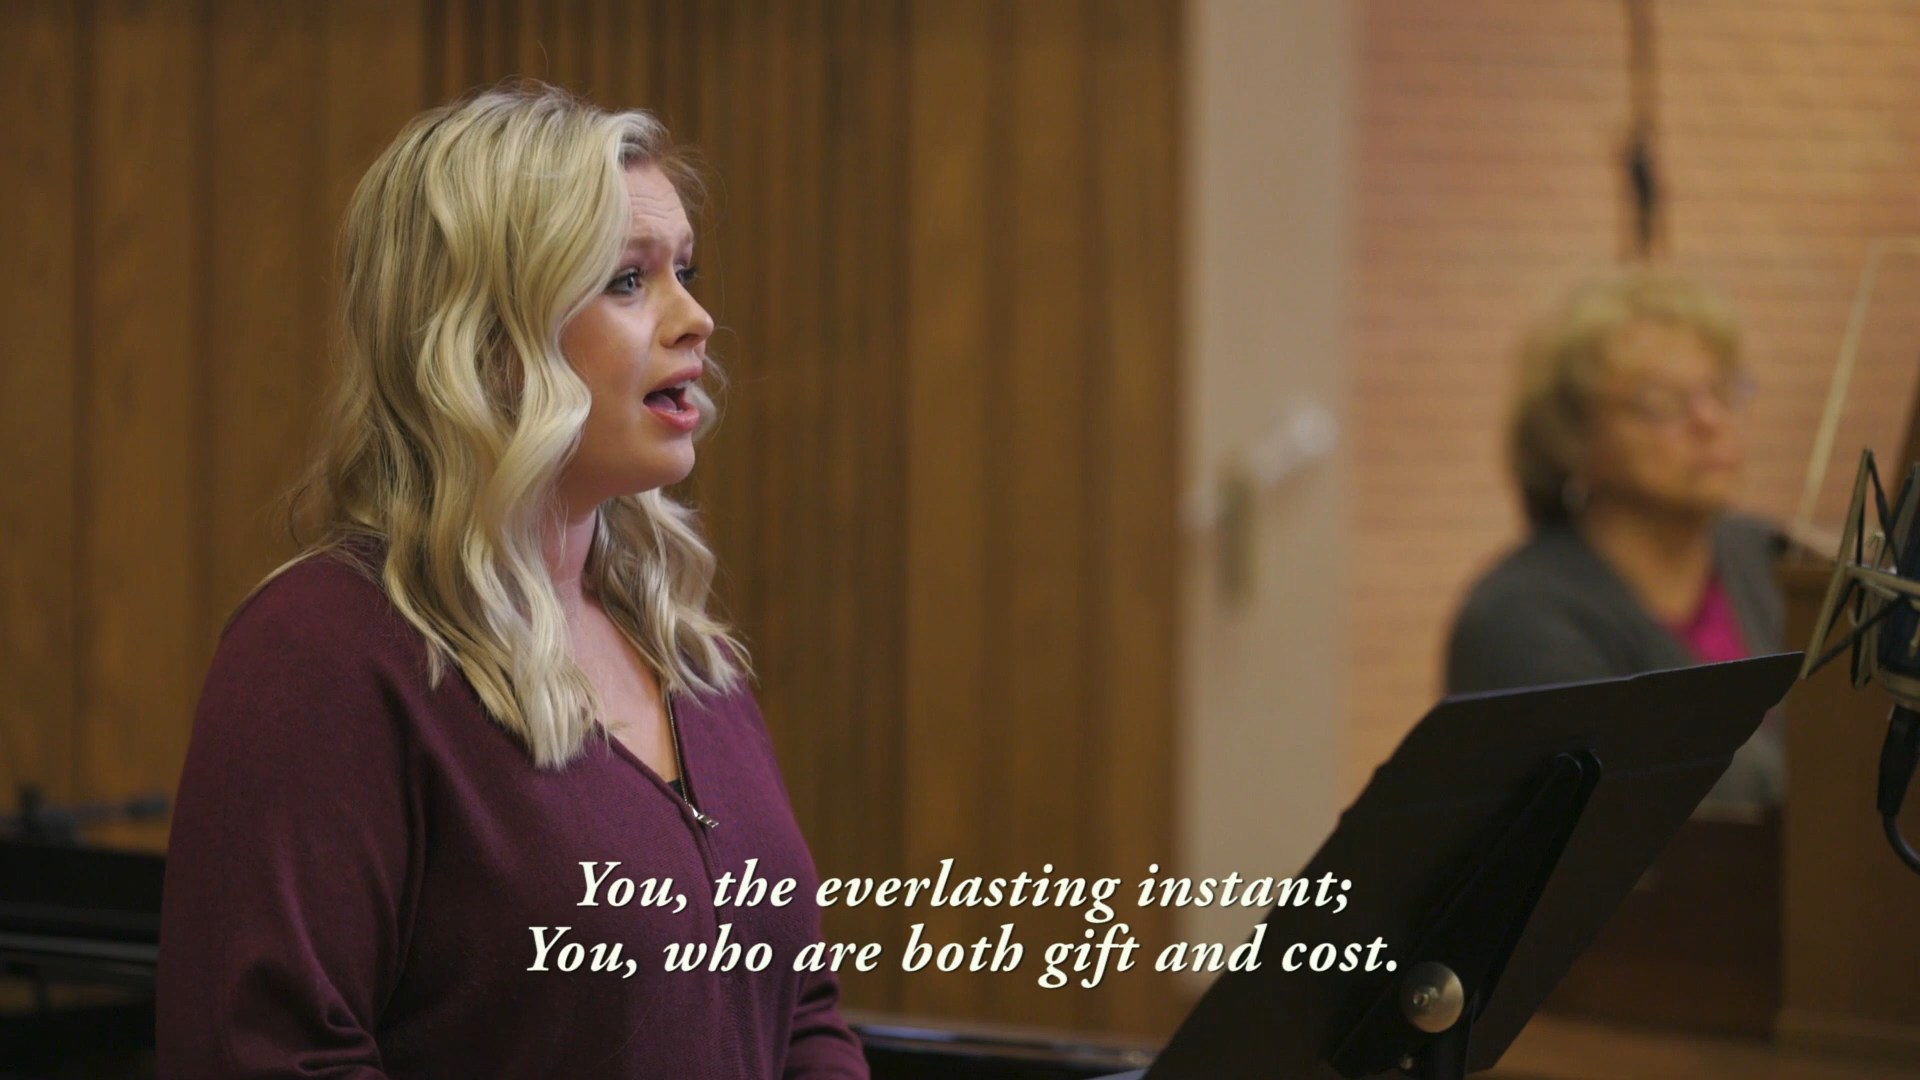 You, the everlasting instant;
You, who are both gift and cost.